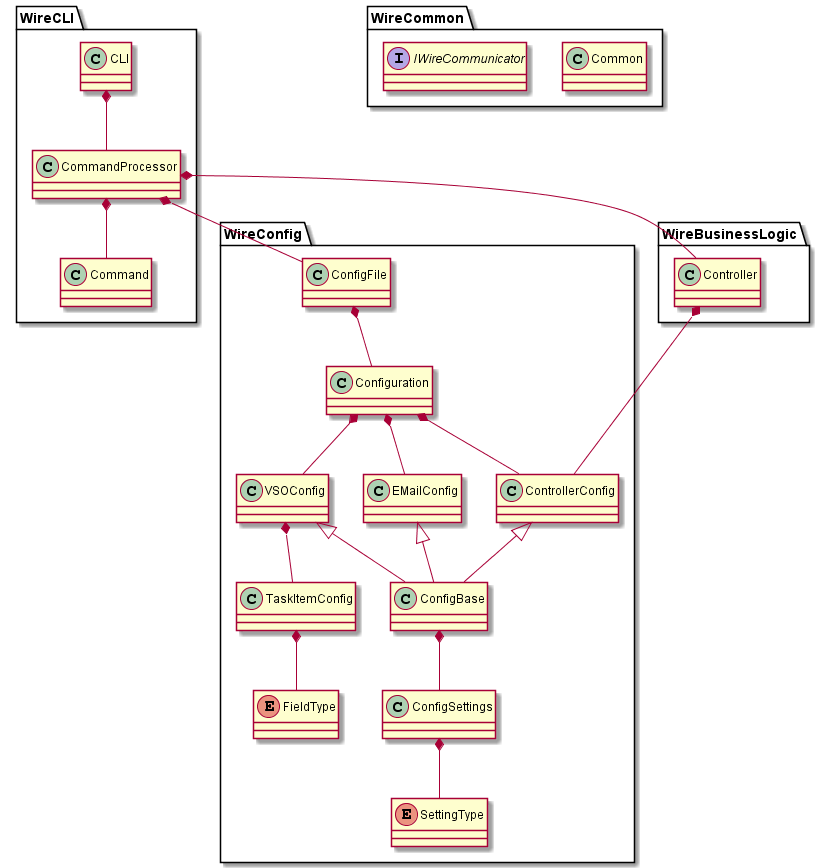 WireCLI
WireCommon
C CLI
I IWireCommunicator
C Common
C CommandProcessor
WireConfig
WireBusinessLogic
C Command
C ConfigFile
C Controller
C Configuration
C VSOConfig
C EMailConfig
C ControllerConfig
C TaskItemConfig
C ConfigBase
E FieldType
C ConfigSettings
E SettingType